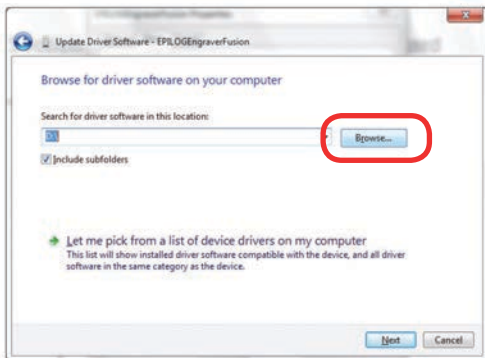 Update Driver Software - EPILOGEngraverFusion
Browse for driver software on your computer
Search for driver software in this location:
D:\
Browse...
Include subfolders
Let me pick from a list of device drivers on my computer
This list will show installed driver software compatible with the device, and all driver
software in the same category as the device.
Next
Cancel